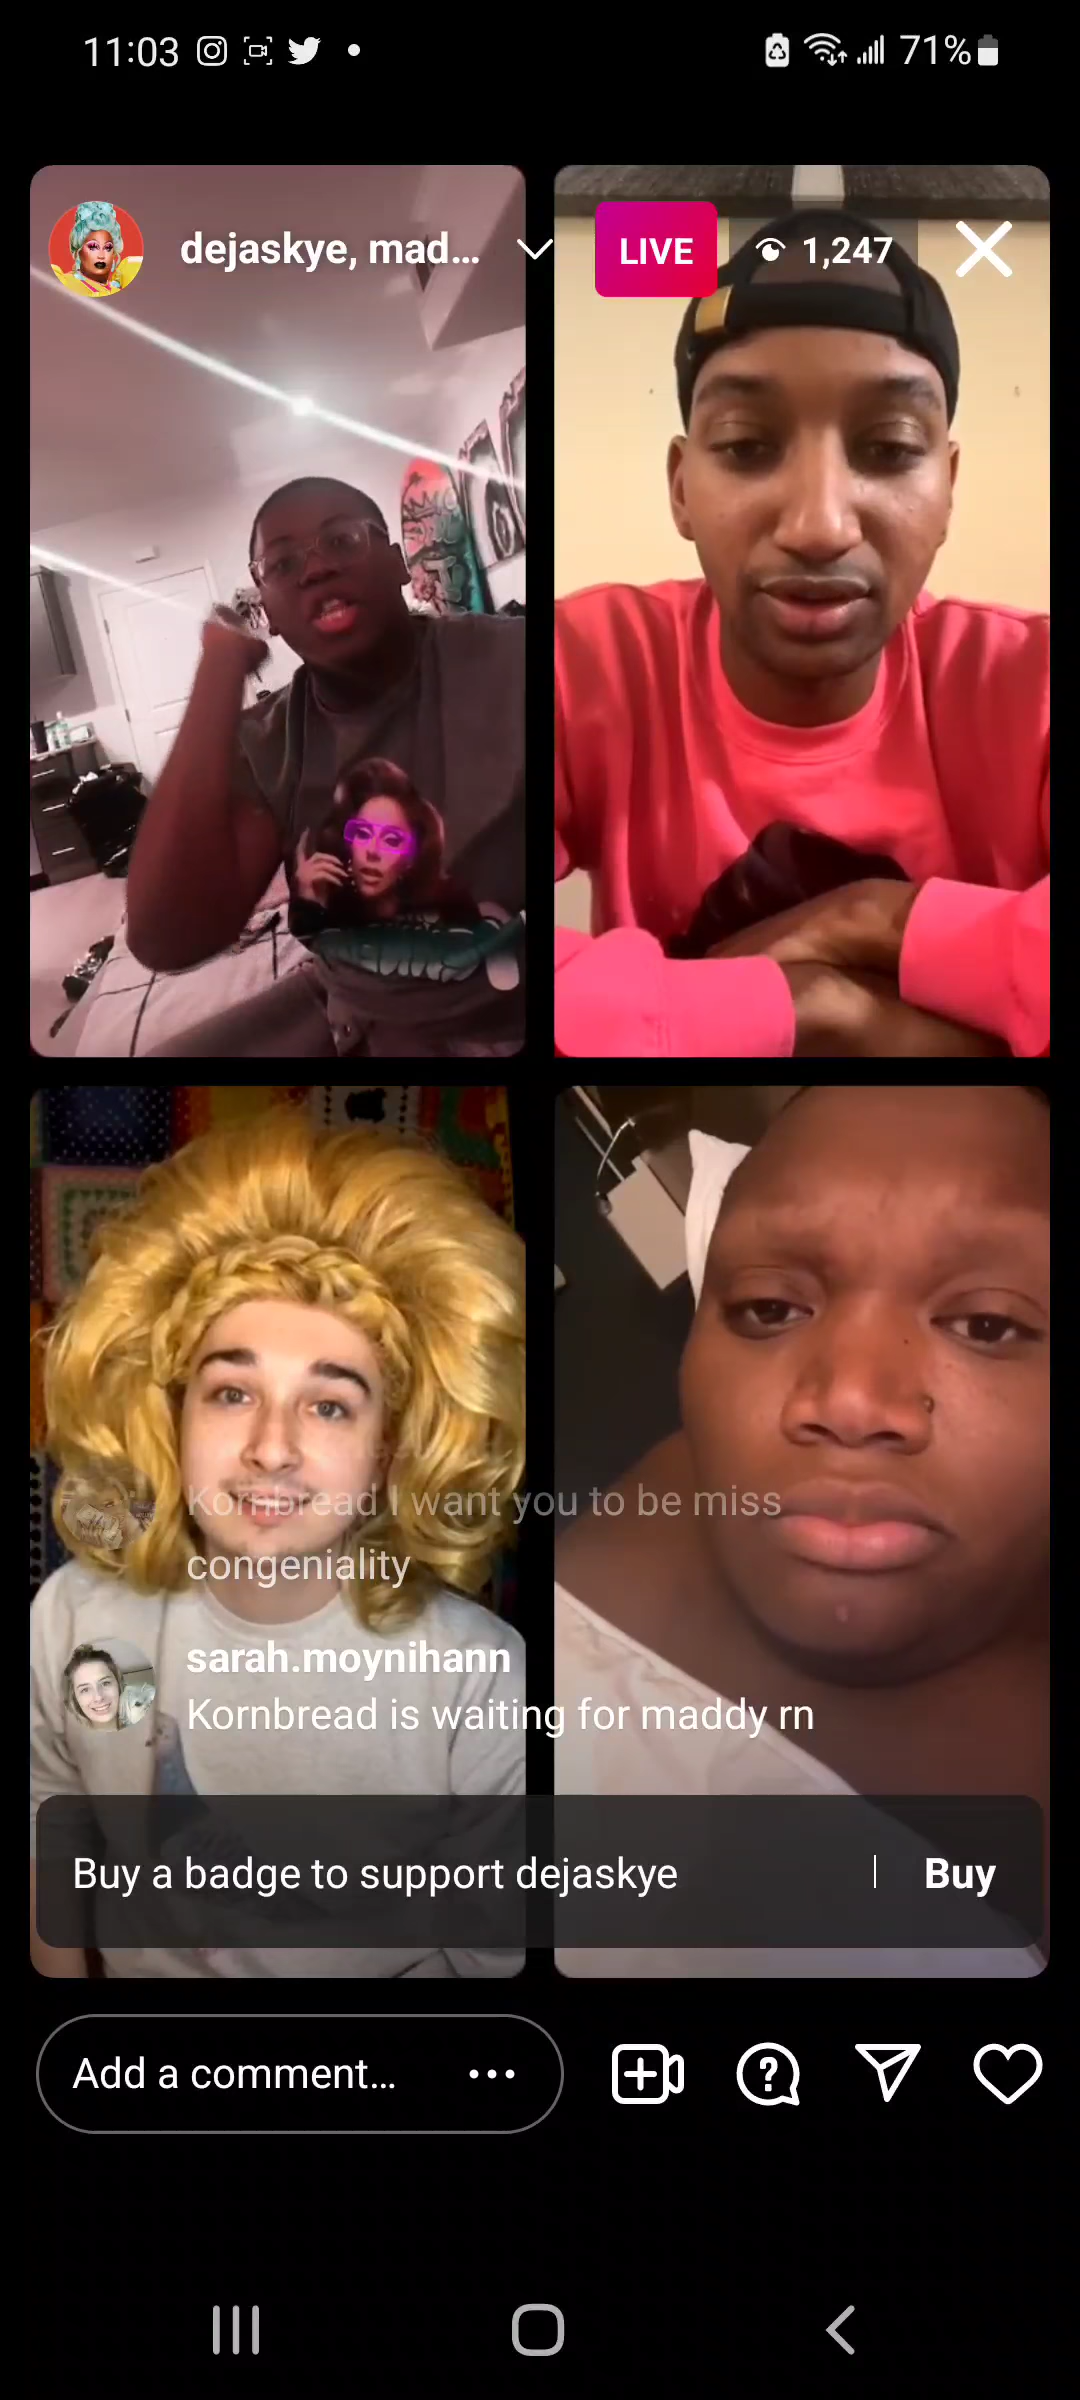 11:03
71%
dejaskye, mad...
LIVE
1,247
Kornbread I want you to be miss
congeniality
sarah.moynihann
Kornbread is waiting for maddy rn
Buy a badge to support dejaskye
Buy
Add a comment...